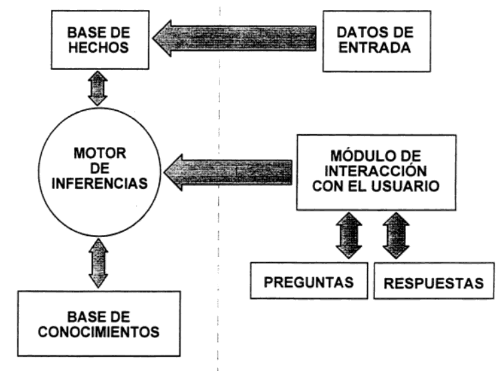 BASE DE
HECHOS
DATOS DE
ENTRADA
MOTOR
DE
INFERENCIAS
MÓDULO DE
INTERACCIÓN
CON EL USUARIO
PREGUNTAS
RESPUESTAS
BASE DE
CONOCIMIENTOS